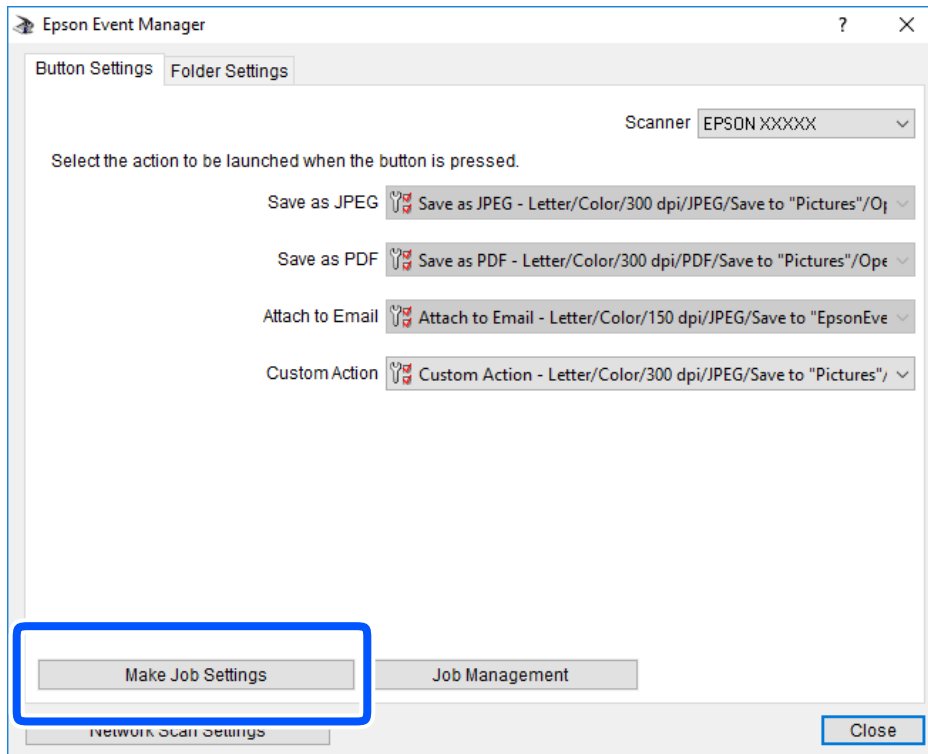 Epson Event Manager
Button Settings Folder Settings
Scanner EPSON XXXXX
Select the action to be launched when the button is pressed.
Save as JPEG Save as JPEG - Letter/Color/300 dpi/JPEG/Save to "Pictures"/Op
Save as PDF Save as PDF - Letter/Color/300 dpi/PDF/Save to "Pictures"/Ope
Attach to Email Attach to Email - Letter/Color/150 dpi/JPEG/Save to "EpsonEve
Custom Action Custom Action - Letter/Color/300 dpi/JPEG/Save to "Pictures"/
Make Job Settings Job Management
Network Scan Settings Close